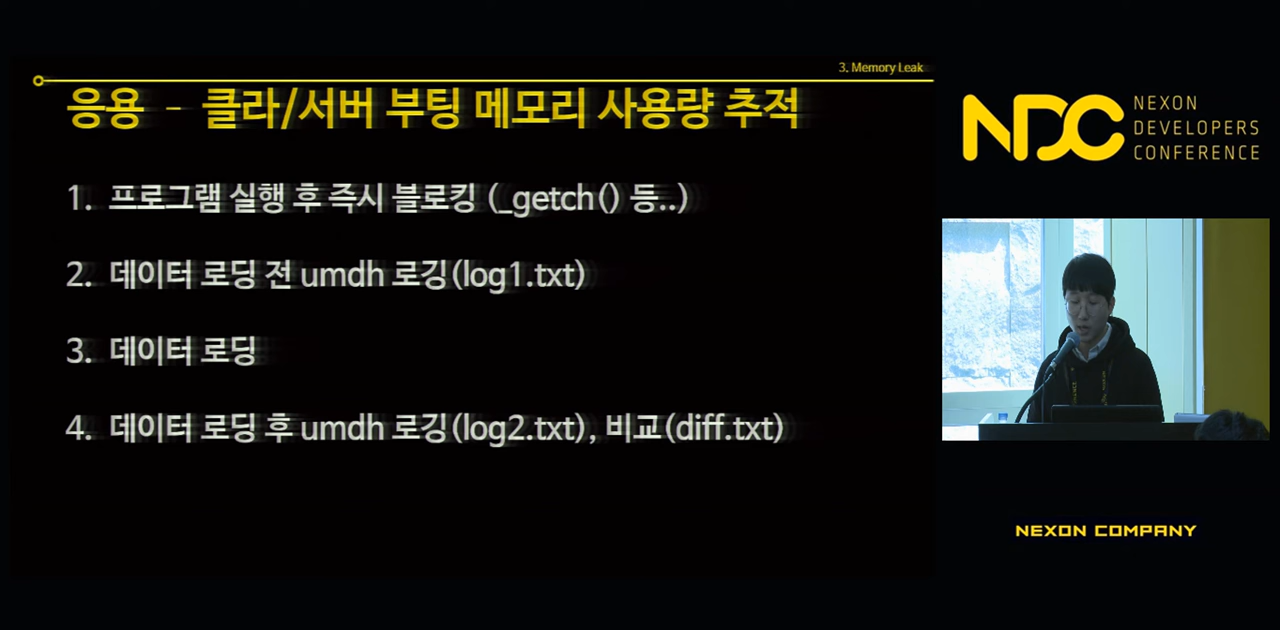 3. Memory Leak
응용 - 클라/서버 부팅 메모리 사용량 추적
1. 프로그램 실행 후 즉시 블로킹 (_getch() 등..)
2. 데이터 로딩 전 umdh 로깅(log1.txt)
3. 데이터 로딩
4. 데이터 로딩 후 umdh 로깅(log2.txt), 비교(diff.txt)
NDC
NEXON
DEVELOPERS
CONFERENCE
NEXON COMPANY